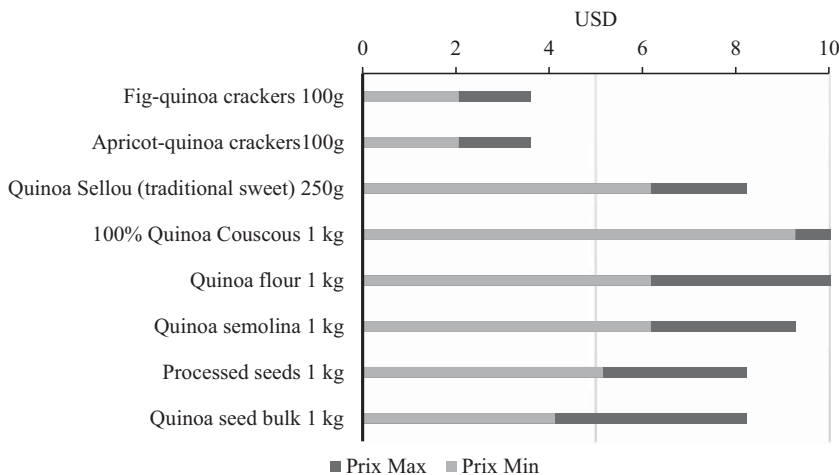 USD
0 2 4 6 8 10
Fig-quinoa crackers 100g
Apricot-quinoa crackers100g
Quinoa Sellou (traditional sweet) 250g
100% Quinoa Couscous 1 kg
Quinoa flour 1 kg
Quinoa semolina 1 kg
Processed seeds 1 kg
Quinoa seed bulk 1 kg
Prix Max Prix Min